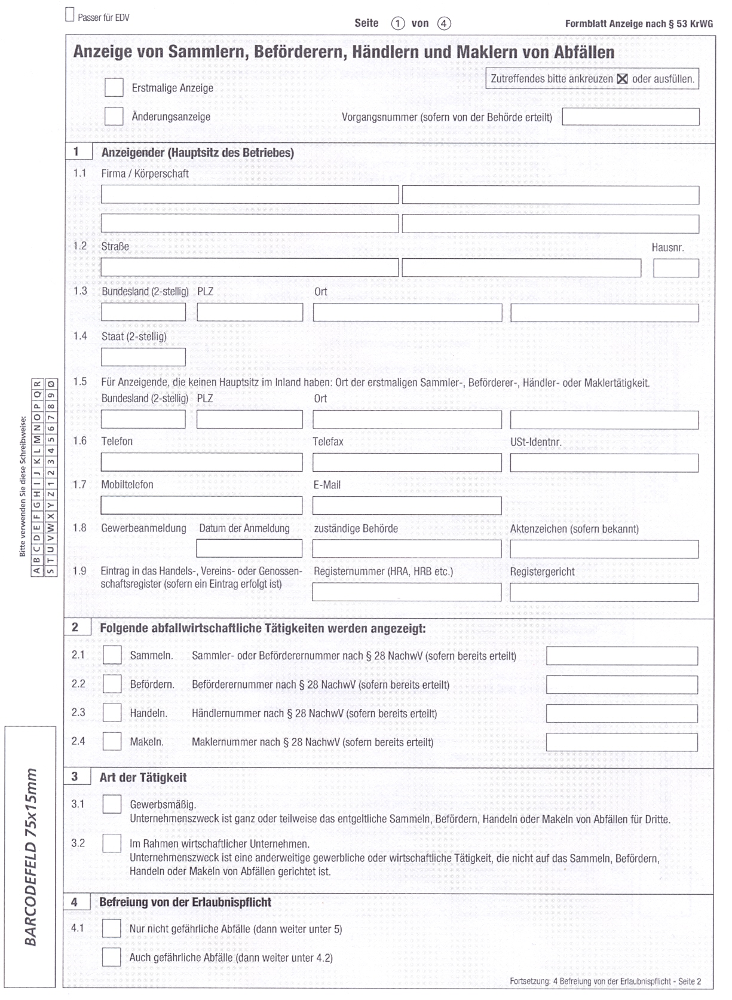 Passer für EDV
Seite 1 von 4
Formblatt Anzeige nach § 53 KrWG
Anzeige von Sammlern, Beförderern, Händlern und Maklern von Abfällen
Zutreffendes bitte ankreuzen ☒ oder ausfüllen.
Erstmalige Anzeige
Änderungsanzeige
Vorgangsnummer (sofern von der Behörde erteilt)
1 Anzeigender (Hauptsitz des Betriebes)
1.1 Firma / Körperschaft
1.2 Straße Hausnr.
1.3 Bundesland (2-stellig) PLZ Ort
1.4 Staat (2-stellig)
1.5 Für Anzeigende, die keinen Hauptsitz im Inland haben: Ort der erstmaligen Sammler-, Beförderer-, Händler- oder Maklertätigkeit.
Bundesland (2-stellig) PLZ Ort
1.6 Telefon Telefax USt-Identnr.
1.7 Mobiltelefon E-Mail
1.8 Gewerbeanmeldung Datum der Anmeldung zuständige Behörde Aktenzeichen (sofern bekannt)
1.9 Eintrag in das Handels-, Vereins- oder Genossen- Registernummer (HRA, HRB etc.) Registergericht
schaftsregister (sofern ein Eintrag erfolgt ist)
2 Folgende abfallwirtschaftliche Tätigkeiten werden angezeigt:
2.1 Sammeln. Sammler- oder Beförderernummer nach § 28 NachwV (sofern bereits erteilt)
2.2 Befördern. Beförderernummer nach § 28 NachwV (sofern bereits erteilt)
2.3 Handeln. Händlernummer nach § 28 NachwV (sofern bereits erteilt)
2.4 Makeln. Maklernummer nach § 28 NachwV (sofern bereits erteilt)
3 Art der Tätigkeit
3.1 Gewerbsmäßig.
Unternehmenszweck ist ganz oder teilweise das entgeltliche Sammeln, Befördern, Handeln oder Makeln von Abfällen für Dritte.
3.2 Im Rahmen wirtschaftlicher Unternehmen.
Unternehmenszweck ist eine anderweitige gewerbliche oder wirtschaftliche Tätigkeit, die nicht auf das Sammeln, Befördern,
Handeln oder Makeln von Abfällen gerichtet ist.
4 Befreiung von der Erlaubnispflicht
4.1 Nur nicht gefährliche Abfälle (dann weiter unter 5)
Auch gefährliche Abfälle (dann weiter unter 4.2)
Fortsetzung: 4 Befreiung von der Erlaubnispflicht - Seite 2
Bitte verwenden Sie diese Schreibweise:
A B C D E F G H I J K L M N O P Q R
S T U V W X Y Z 1 2 3 4 5 6 7 8 9 Ø
BARCODEFELD 75x15mm